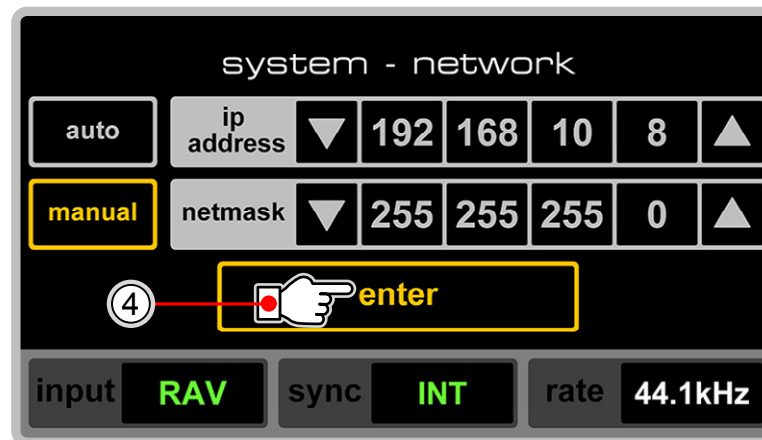 system - network
auto ip address 192 168 10 8
manual netmask 255 255 255 0
4 enter
input RAV sync INT rate 44.1kHz